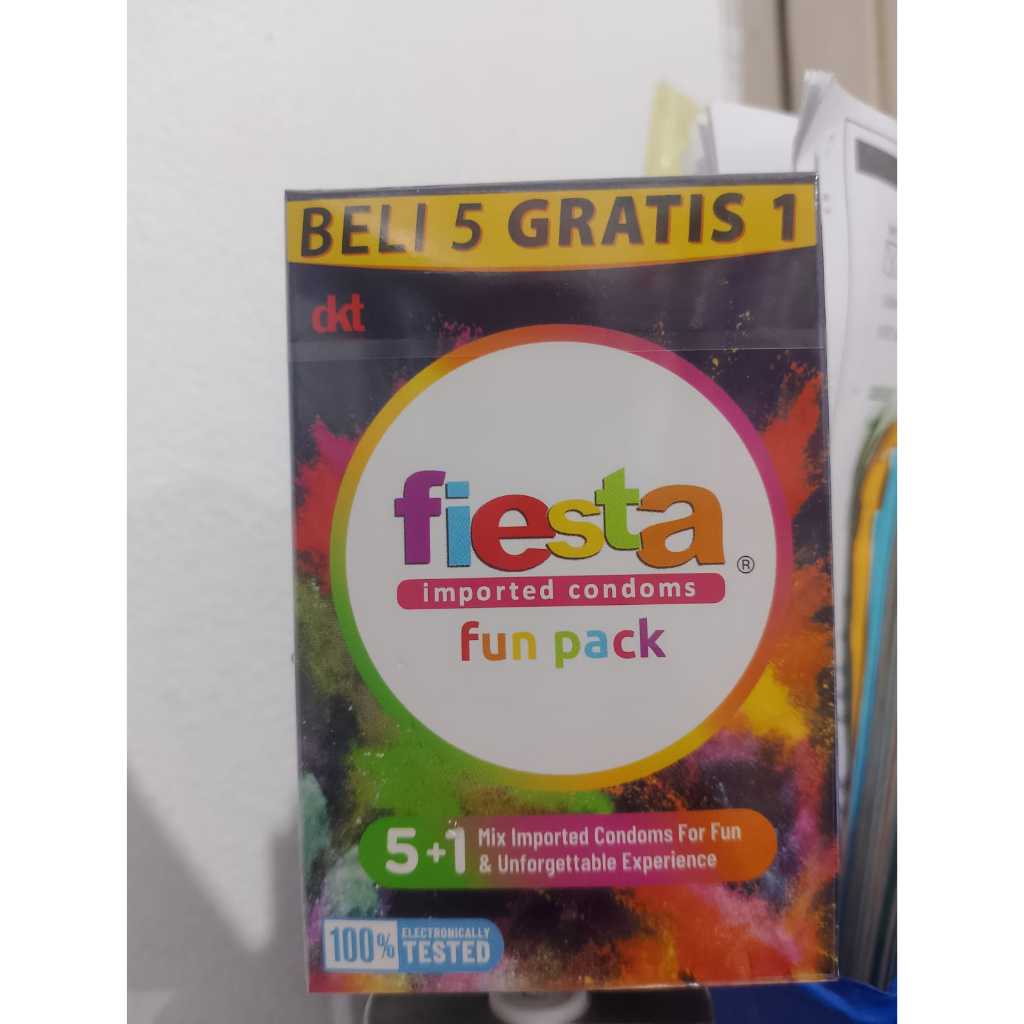 BELI 5 GRATIS 1
dkt
fiesta®
imported condoms
fun pack
5+1 Mix Imported Condoms For Fun
& Unforgettable Experience
100% ELECTRONICALLY
TESTED